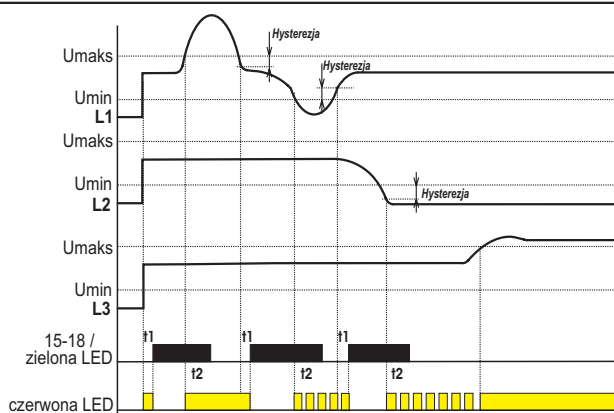 Hysterezja
Umaks
Hysterezja
Umin
L1
Umaks
Umin
Hysterezja
L2
Umaks
Umin
L3
15-18 / t1 t1 t1
zielona LED
t2 t2 t2
czerwona LED